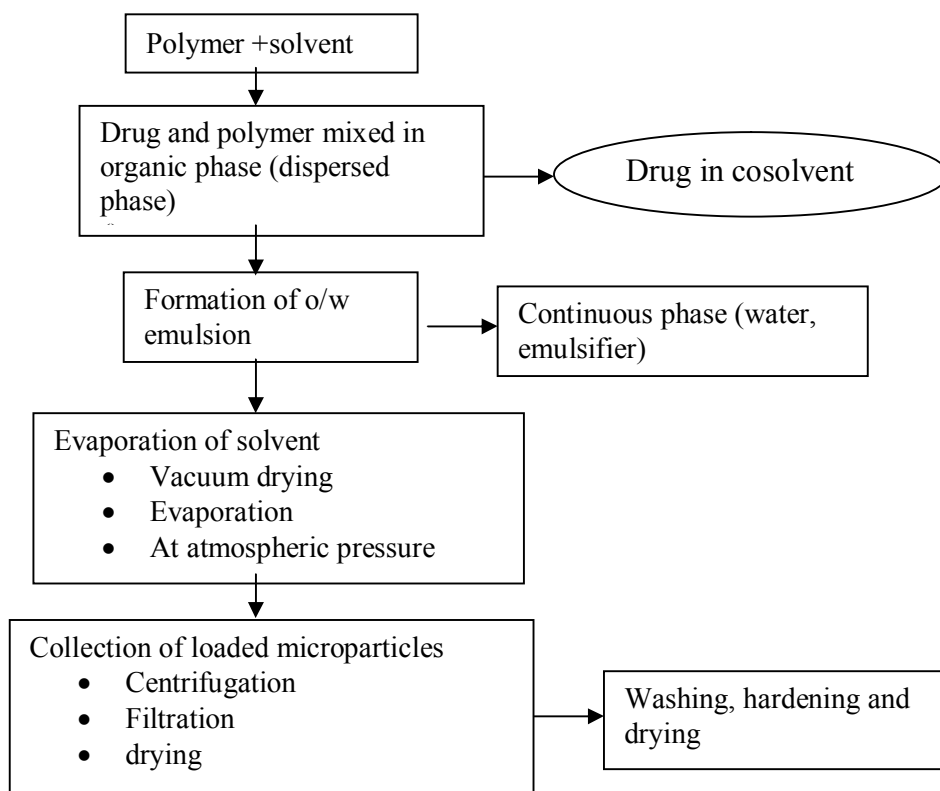 Polymer +solvent
Drug and polymer mixed in
organic phase (dispersed
phase)
Drug in cosolvent
Formation of o/w
emulsion
Continuous phase (water,
emulsifier)
Evaporation of solvent
• Vacuum drying
• Evaporation
• At atmospheric pressure
Collection of loaded microparticles
• Centrifugation
• Filtration
• drying
Washing, hardening and
drying